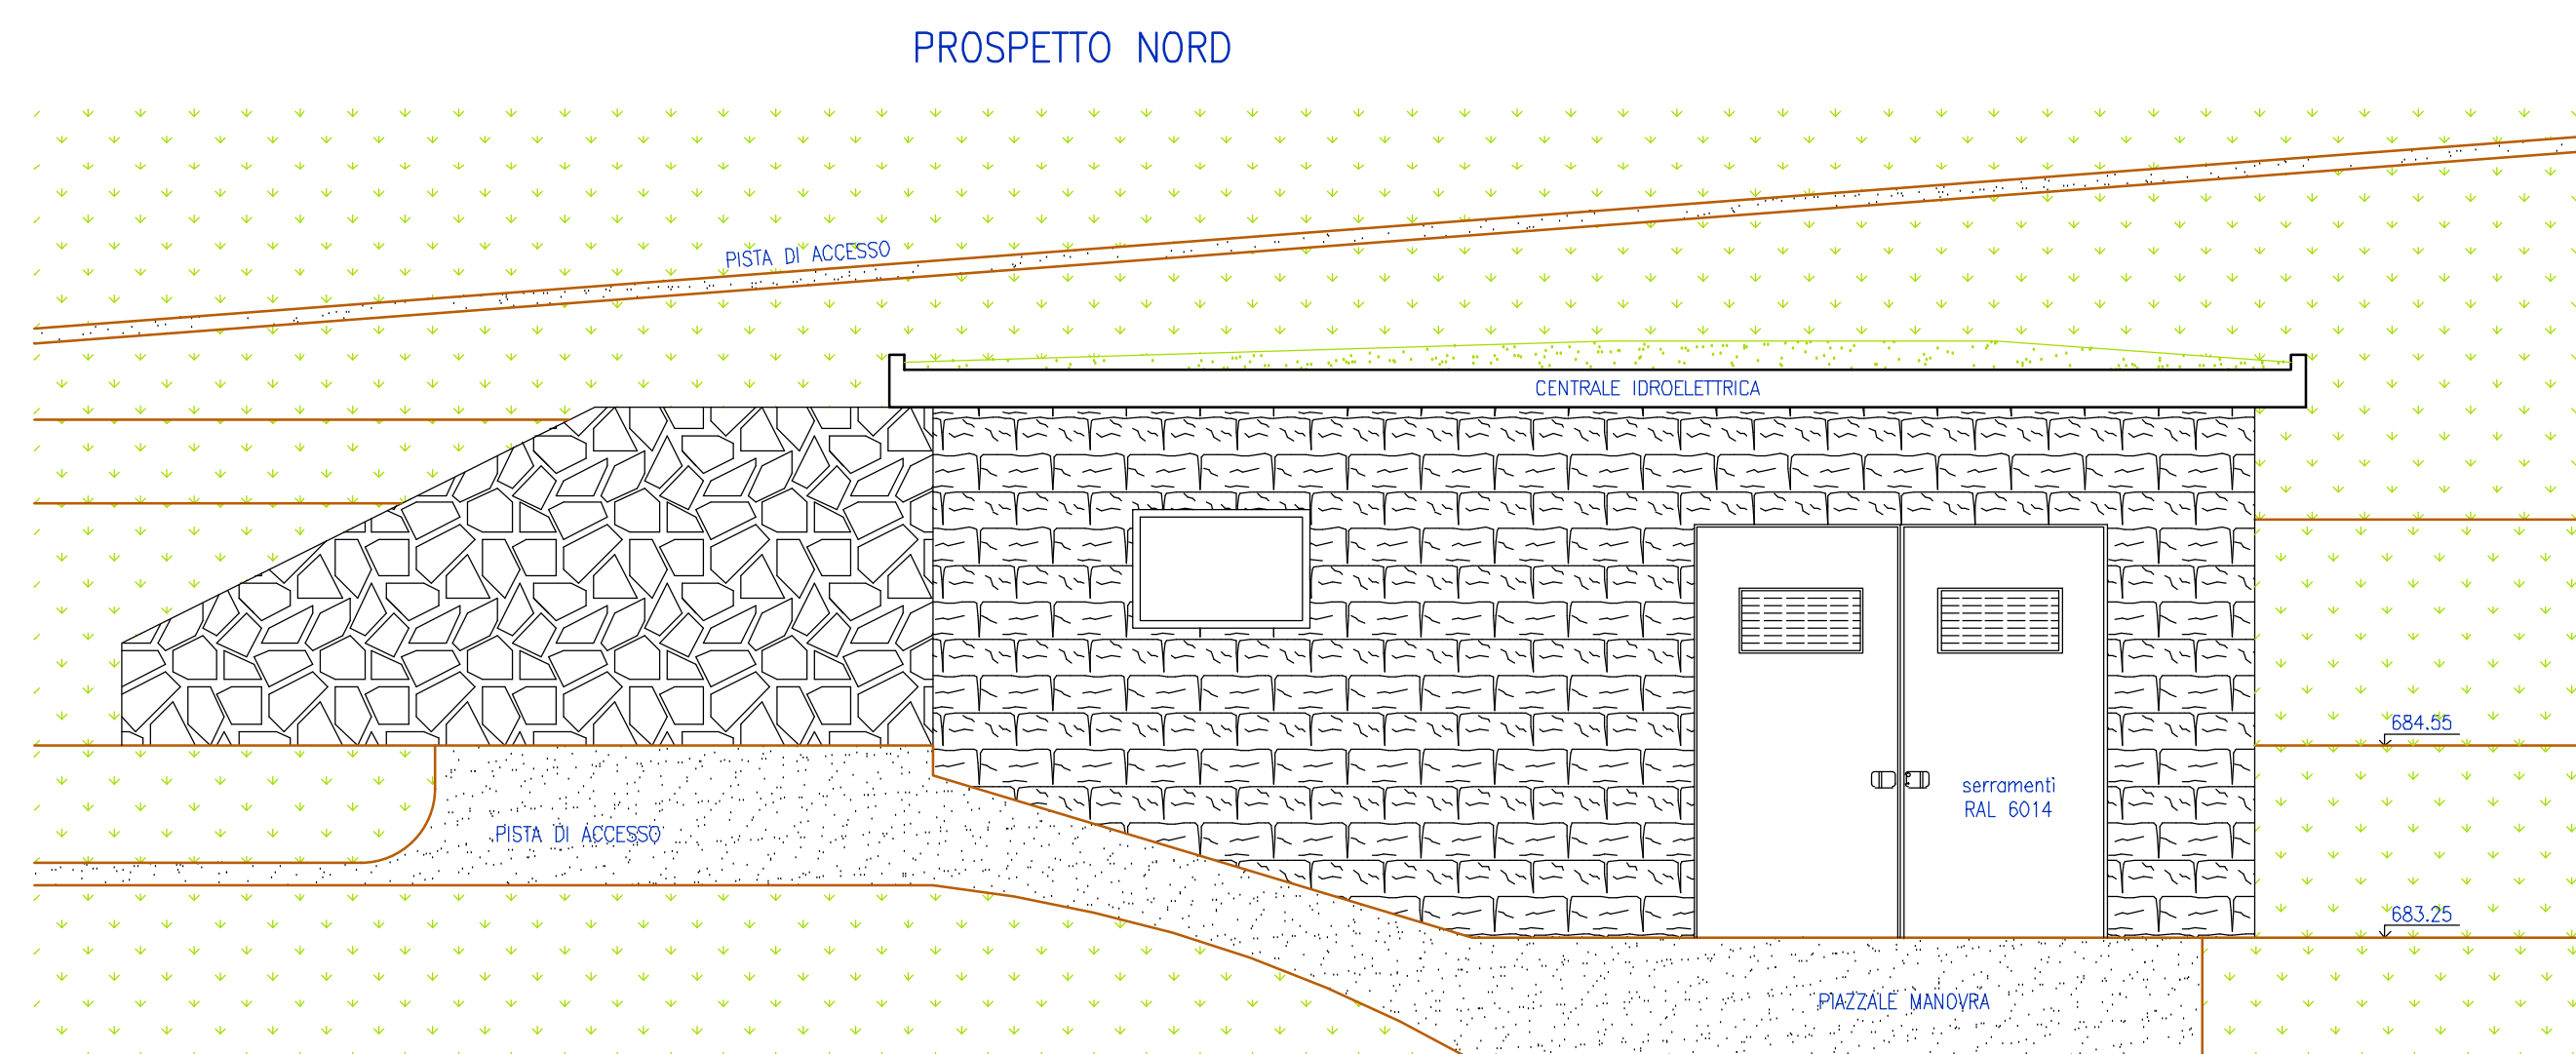 PROSPETTO NORD
PISTA DI ACCESSO
CENTRALE IDROELETTRICA
684.55
serramenti
RAL 6014
PISTA DI ACCESSO
683.25
PIAZZALE MANOVRA